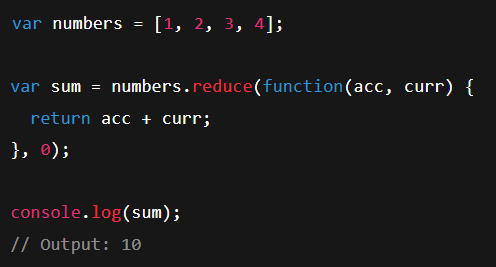 var numbers = [1, 2, 3, 4];
var sum = numbers.reduce(function(acc, curr) {
  return acc + curr;
}, 0);
console.log(sum);
// Output: 10